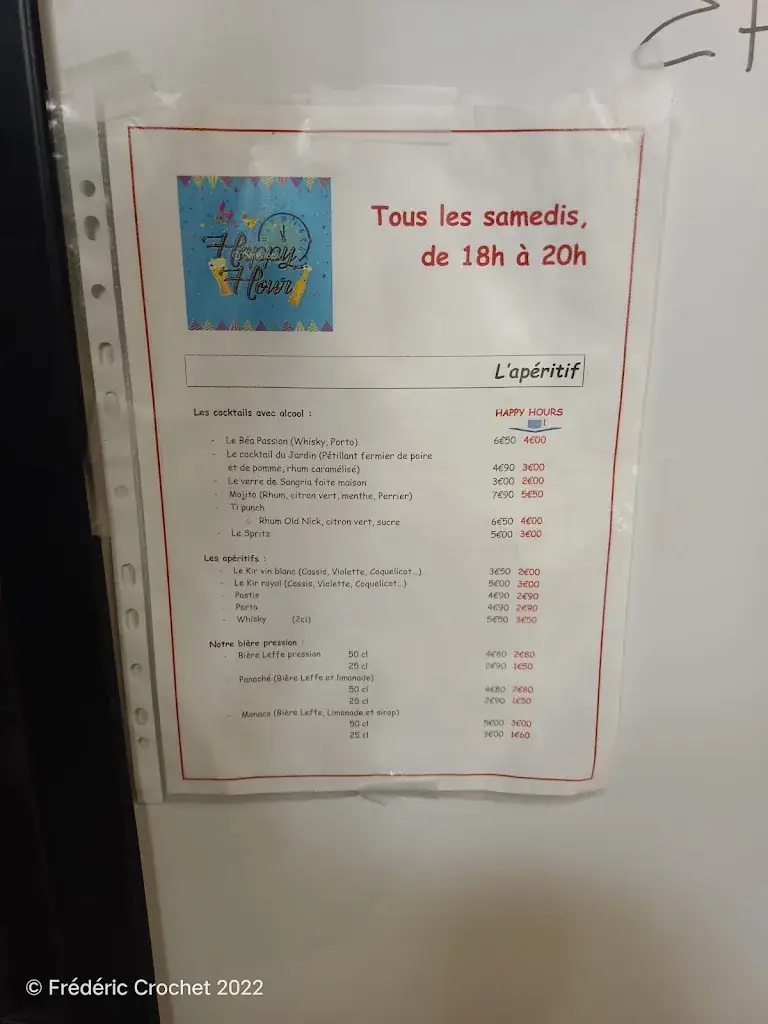 Tous les samedis,
de 18h à 20h
Happy
Hour
L'apéritif
Les cocktails avec alcool : HAPPY HOURS
- Le Béa Passion (Whisky, Porto) 6€50 4€00
- Le cocktail du Jardin (Pétillant fermier de poire
et de pomme, rhum caramélisé) 4€90 3€00
- Le verre de Sangria faite maison 3€00 2€00
- Mojito (Rhum, citron vert, menthe, Perrier) 7€90 5€50
- Ti punch
o Rhum Old Nick, citron vert, sucre 6€50 4€00
- Le Spritz 5€00 3€00
Les apéritifs :
- Le Kir vin blanc (Cassis, Violette, Coquelicot...) 3€50 2€00
- Le Kir royal (Cassis, Violette, Coquelicot...) 5€00 3€00
- Pastis 4€90 2€90
- Porto 4€90 2€90
- Whisky (2cl) 5€50 3€50
Notre bière pression :
- Bière Leffe pression 50 cl 4€80 2€80
25 cl 2€90 1€50
- Panaché (Bière Leffe et limonade)
50 cl 4€80 2€80
25 cl 2€90 1€50
- Monaco (Bière Leffe, Limonade et sirop)
50 cl 5€00 3€00
25 cl 3€00 1€60
© Frédéric Crochet 2022